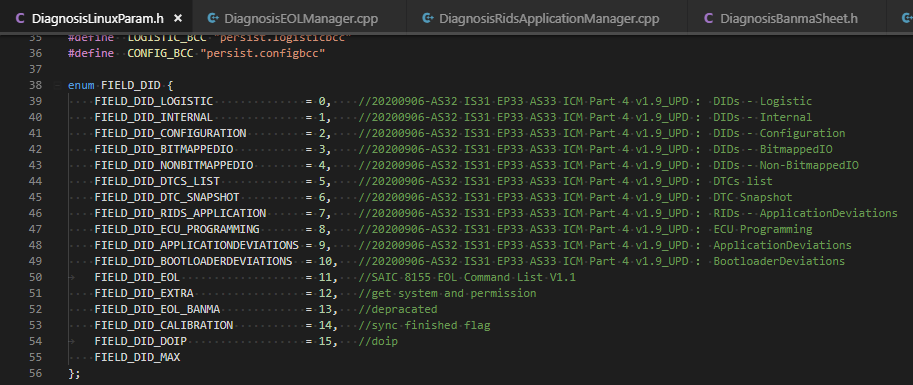 DiagnosisLinuxParam.h × DiagnosisEOLManager.cpp DiagnosisRidsApplicationManager.cpp DiagnosisBanmaSheet.h
35 #define LOGISTIC_BCC "persist.logisticbcc"
36 #define CONFIG_BCC "persist.configbcc"
37
38 enum FIELD_DID {
39 FIELD_DID_LOGISTIC = 0, //20200906-AS32 IS31 EP33 AS33 ICM Part 4 v1.9_UPD : DIDs - Logistic
40 FIELD_DID_INTERNAL = 1, //20200906-AS32 IS31 EP33 AS33 ICM Part 4 v1.9_UPD : DIDs - Internal
41 FIELD_DID_CONFIGURATION = 2, //20200906-AS32 IS31 EP33 AS33 ICM Part 4 v1.9_UPD : DIDs - Configuration
42 FIELD_DID_BITMAPPEDIO = 3, //20200906-AS32 IS31 EP33 AS33 ICM Part 4 v1.9_UPD : DIDs - BitmappedIO
43 FIELD_DID_NONBITMAPPEDIO = 4, //20200906-AS32 IS31 EP33 AS33 ICM Part 4 v1.9_UPD : DIDs - Non-BitmappedIO
44 FIELD_DID_DTCS_LIST = 5, //20200906-AS32 IS31 EP33 AS33 ICM Part 4 v1.9_UPD : DTCs list
45 FIELD_DID_DTC_SNAPSHOT = 6, //20200906-AS32 IS31 EP33 AS33 ICM Part 4 v1.9_UPD : DTC Snapshot
46 FIELD_DID_RIDS_APPLICATION = 7, //20200906-AS32 IS31 EP33 AS33 ICM Part 4 v1.9_UPD : RIDs - ApplicationDeviations
47 FIELD_DID_ECU_PROGRAMMING = 8, //20200906-AS32 IS31 EP33 AS33 ICM Part 4 v1.9_UPD : ECU Programming
48 FIELD_DID_APPLICATIONDEVIATIONS = 9, //20200906-AS32 IS31 EP33 AS33 ICM Part 4 v1.9_UPD : ApplicationDeviations
49 FIELD_DID_BOOTLOADERDEVIATIONS = 10, //20200906-AS32 IS31 EP33 AS33 ICM Part 4 v1.9_UPD : BootloaderDeviations
50 FIELD_DID_EOL = 11, //SAIC 8155 EOL Command List V1.1
51 FIELD_DID_EXTRA = 12, //get system and permission
52 FIELD_DID_EOL_BANMA = 13, //depracated
53 FIELD_DID_CALIBRATION = 14, //sync finished flag
54 FIELD_DID_DOIP = 15, //doip
55 FIELD_DID_MAX
56 };